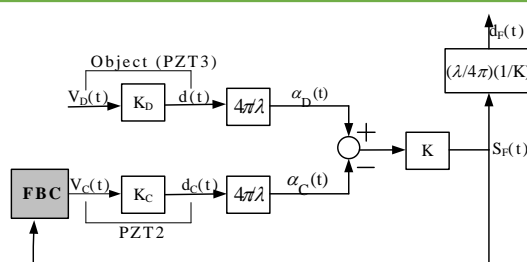 d_F(t)
Object (PZT3)
(λ/4π)(1/K)
V_D(t)
K_D
d(t)
4π/λ
α_D(t)
+
K
S_F(t)
−
FBC
V_C(t)
K_C
d_C(t)
4π/λ
α_C(t)
PZT2